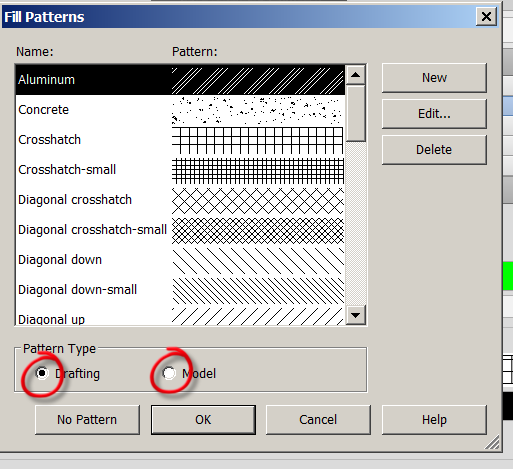 Fill Patterns
Name: Pattern:
Aluminum
Concrete
Crosshatch
Crosshatch-small
Diagonal crosshatch
Diagonal crosshatch-small
Diagonal down
Diagonal down-small
Diagonal up
New
Edit...
Delete
Pattern Type
Drafting Model
No Pattern OK Cancel Help